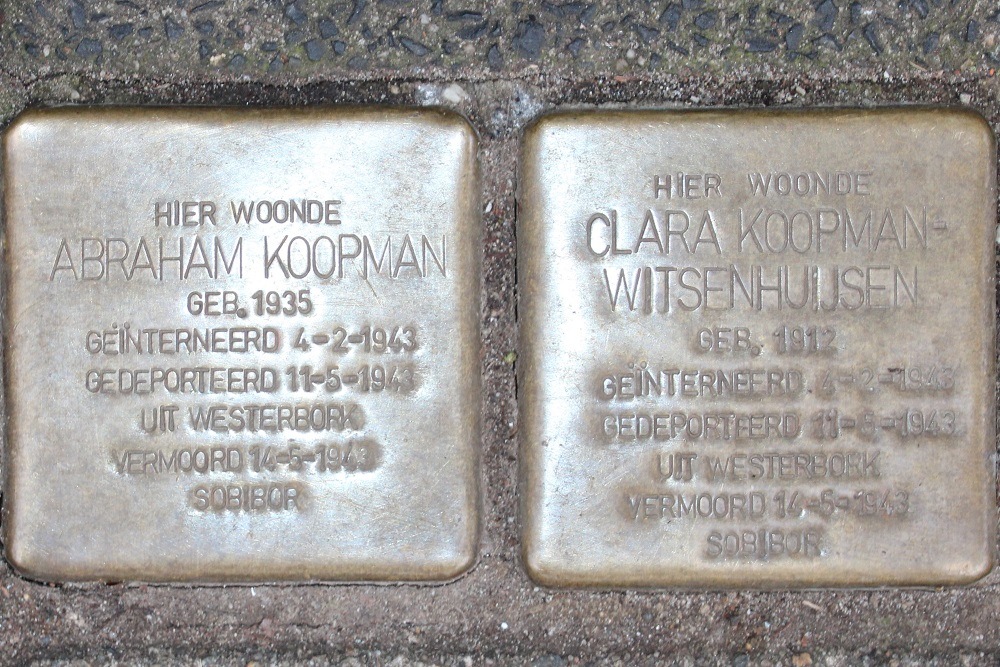 HIER WOONDE
ABRAHAM KOOPMAN
GEB. 1935
GEÏNTERNEERD 4-2-1943
GEDEPORTEERD 11-5-1943
UIT WESTERBORK
VERMOORD 14-5-1943
SOBIBOR
HIER WOONDE
CLARA KOOPMAN-
WITSENHUIJSEN
GEB. 1912
GEÏNTERNEERD. 4-2-1943
GEDEPORTEERD 11-5-1943
UIT WESTERBORK
VERMOORD 14-5-1943
SOBIBOR